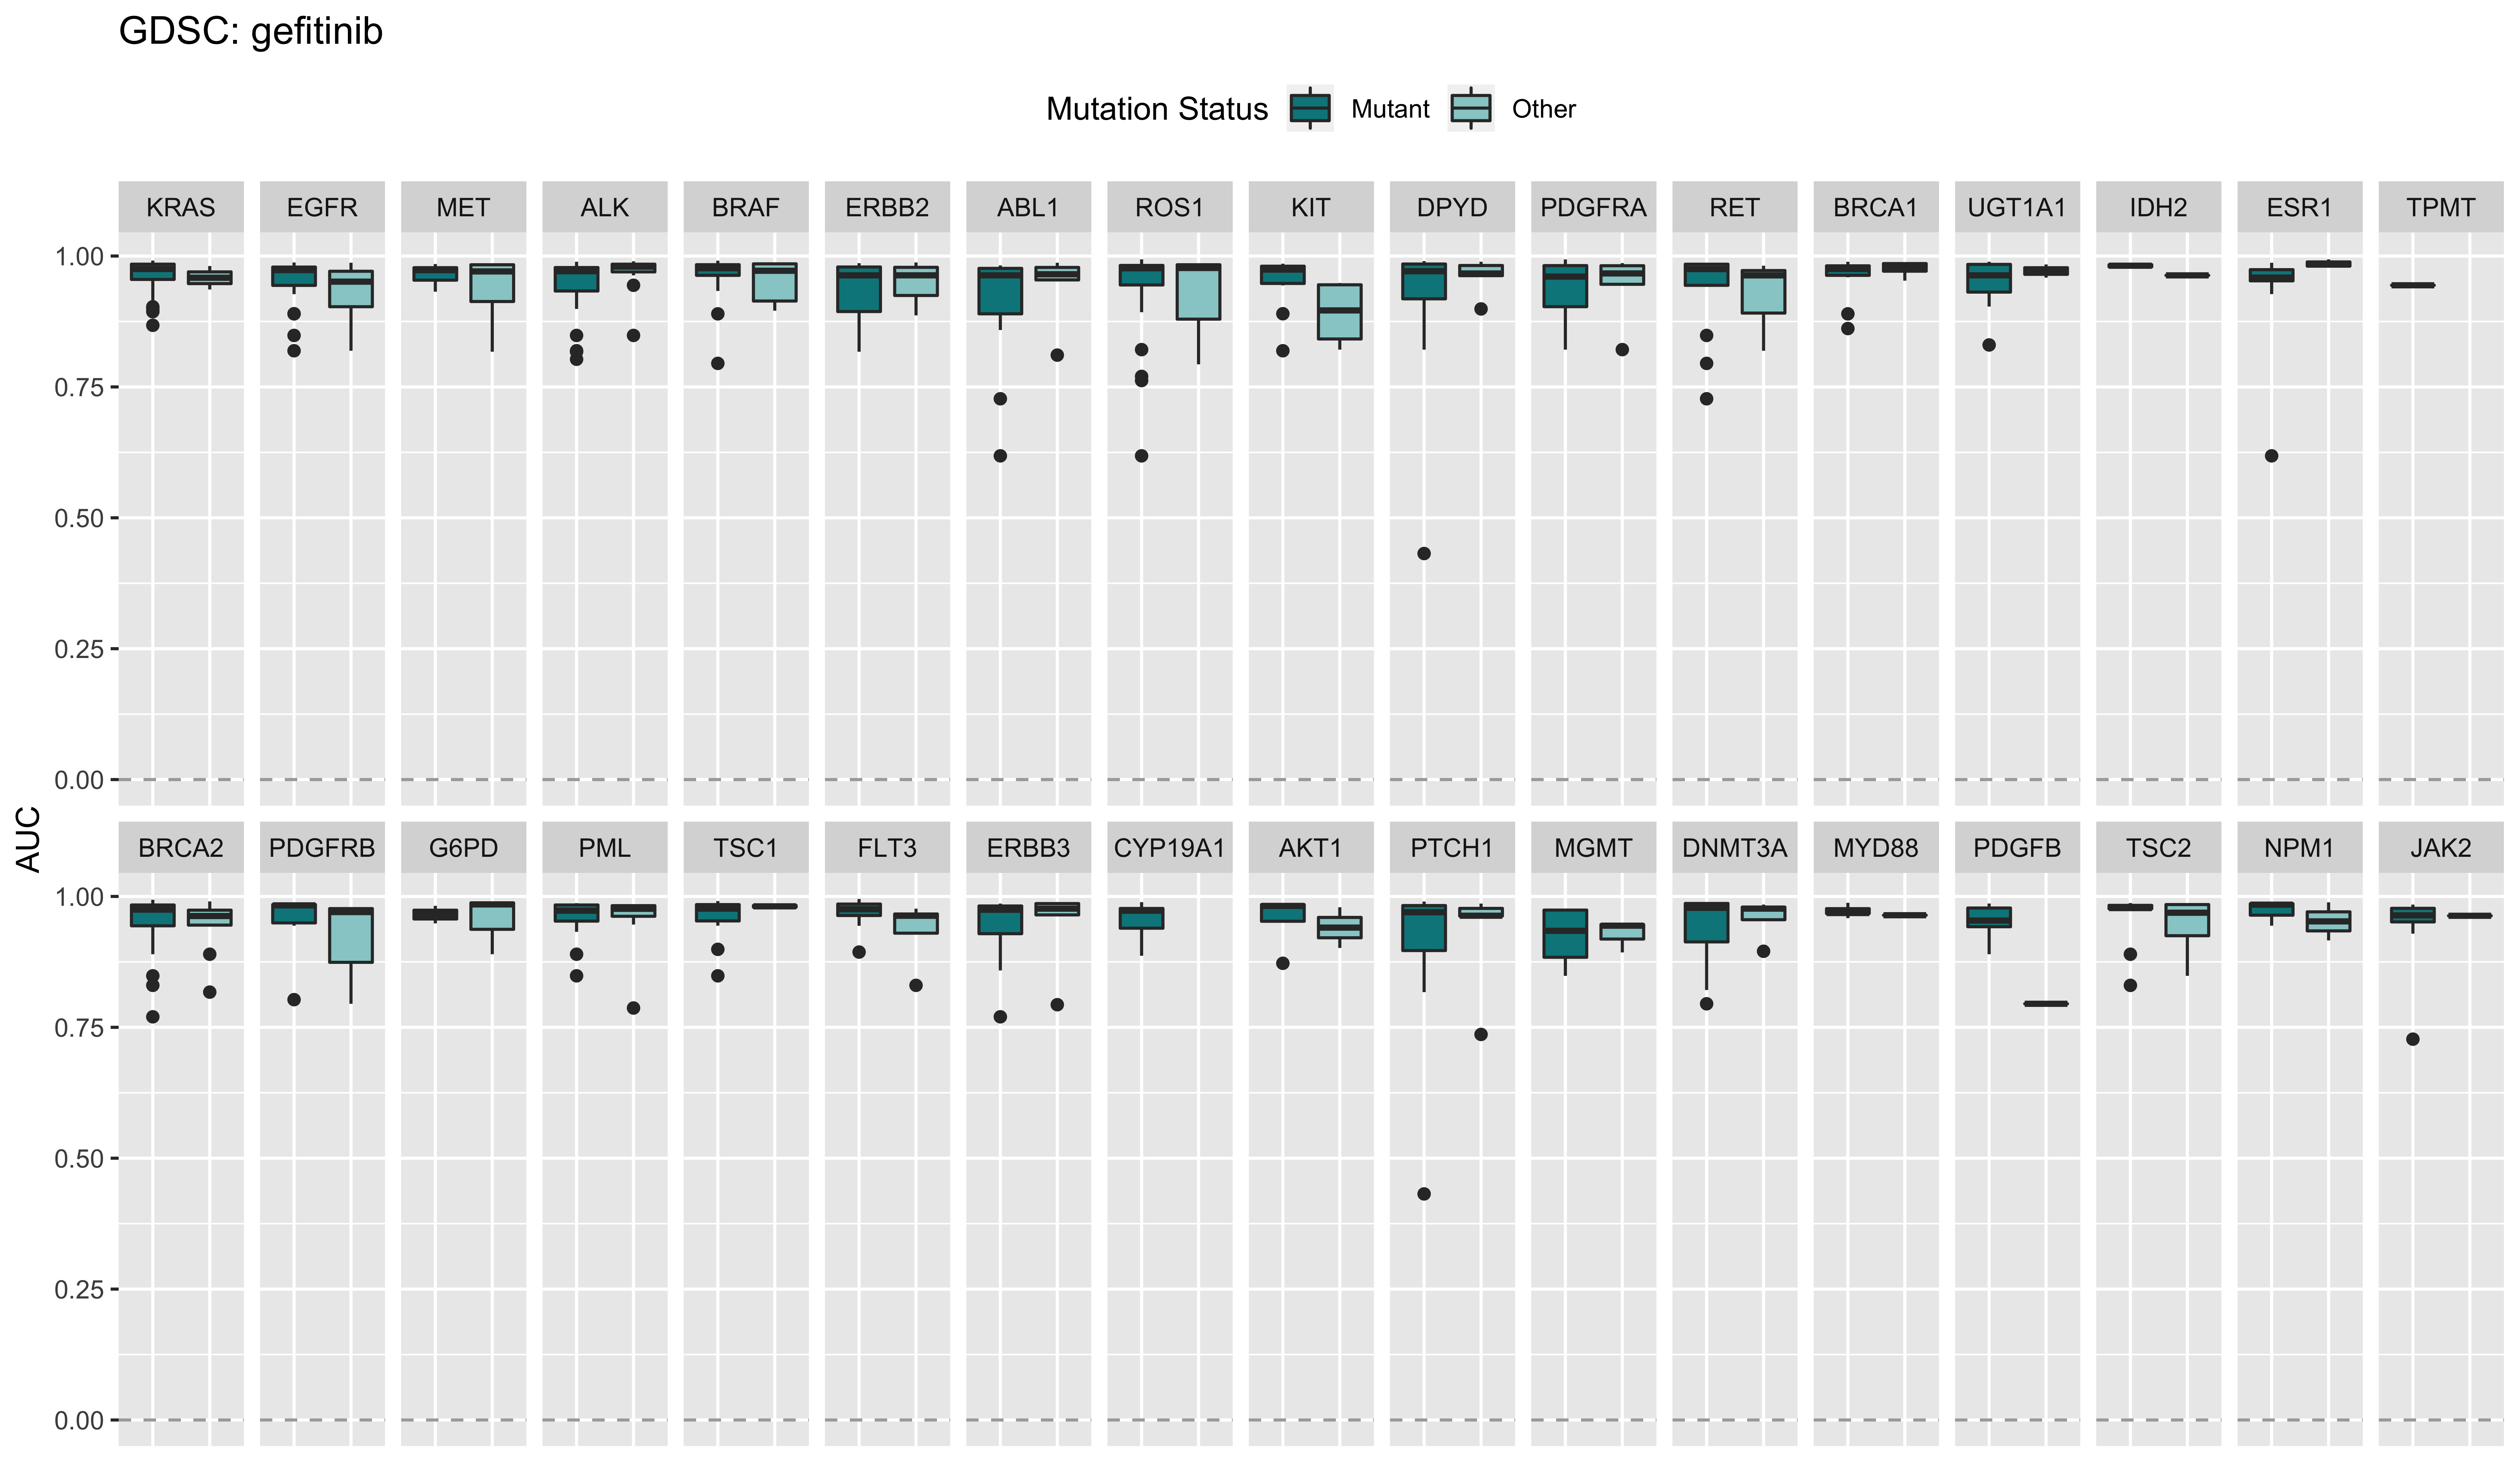 GDSC: gefitinib
Mutation Status Mutant Other
KRAS EGFR MET ALK BRAF ERBB2 ABL1 ROS1 KIT DPYD PDGFRA RET BRCA1 UGT1A1 IDH2 ESR1 TPMT
1.00
0.75
0.50
0.25
0.00
AUC
BRCA2 PDGFRB G6PD PML TSC1 FLT3 ERBB3 CYP19A1 AKT1 PTCH1 MGMT DNMT3A MYD88 PDGFB TSC2 NPM1 JAK2
1.00
0.75
0.50
0.25
0.00